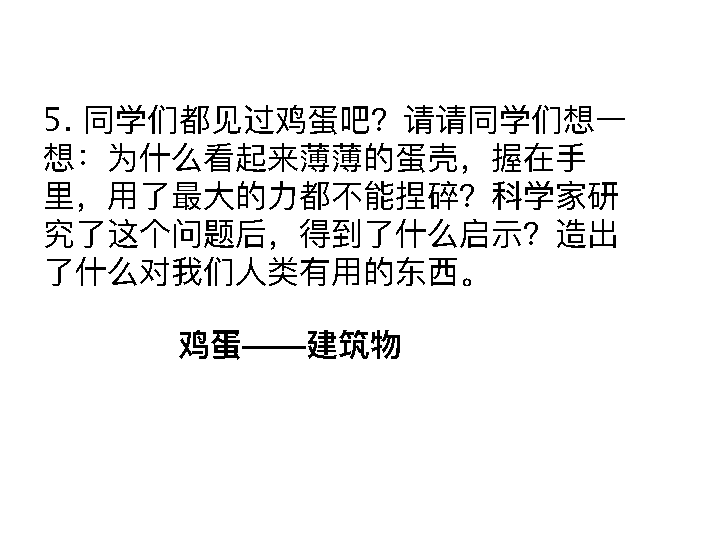 5. 同学们都见过鸡蛋吧？请请同学们想一
想：为什么看起来薄薄的蛋壳，握在手
里，用了最大的力都不能捏碎？科学家研
究了这个问题后，得到了什么启示？造出
了什么对我们人类有用的东西。
鸡蛋——建筑物